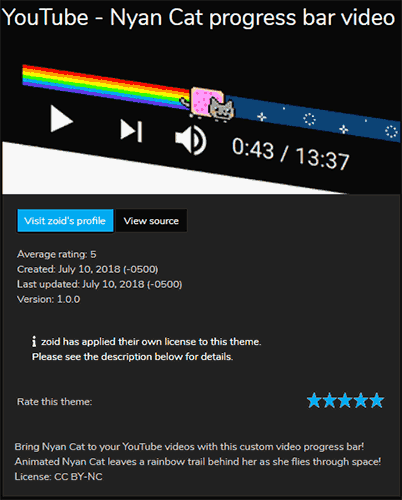 YouTube - Nyan Cat progress bar video
0:43 / 13:37
Visit zoid's profile
View source
Average rating: 5
Created: July 10, 2018 (-0500)
Last updated: July 10, 2018 (-0500)
Version: 1.0.0
zoid has applied their own license to this theme.
Please see the description below for details.
Rate this theme:
Bring Nyan Cat to your YouTube videos with this custom video progress bar!
Animated Nyan Cat leaves a rainbow trail behind her as she flies through space!
License: CC BY-NC